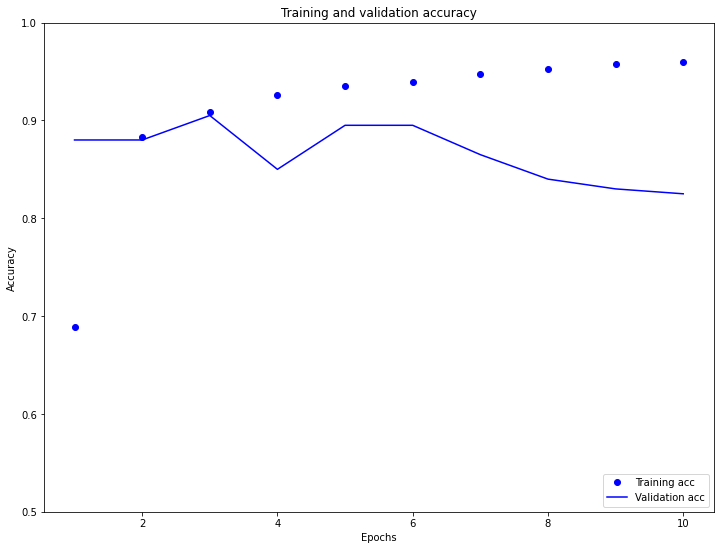 Training and validation accuracy
1.0
0.9
0.8
0.7
0.6
0.5
Accuracy
Training acc
Validation acc
2 4 6 8 10
Epochs